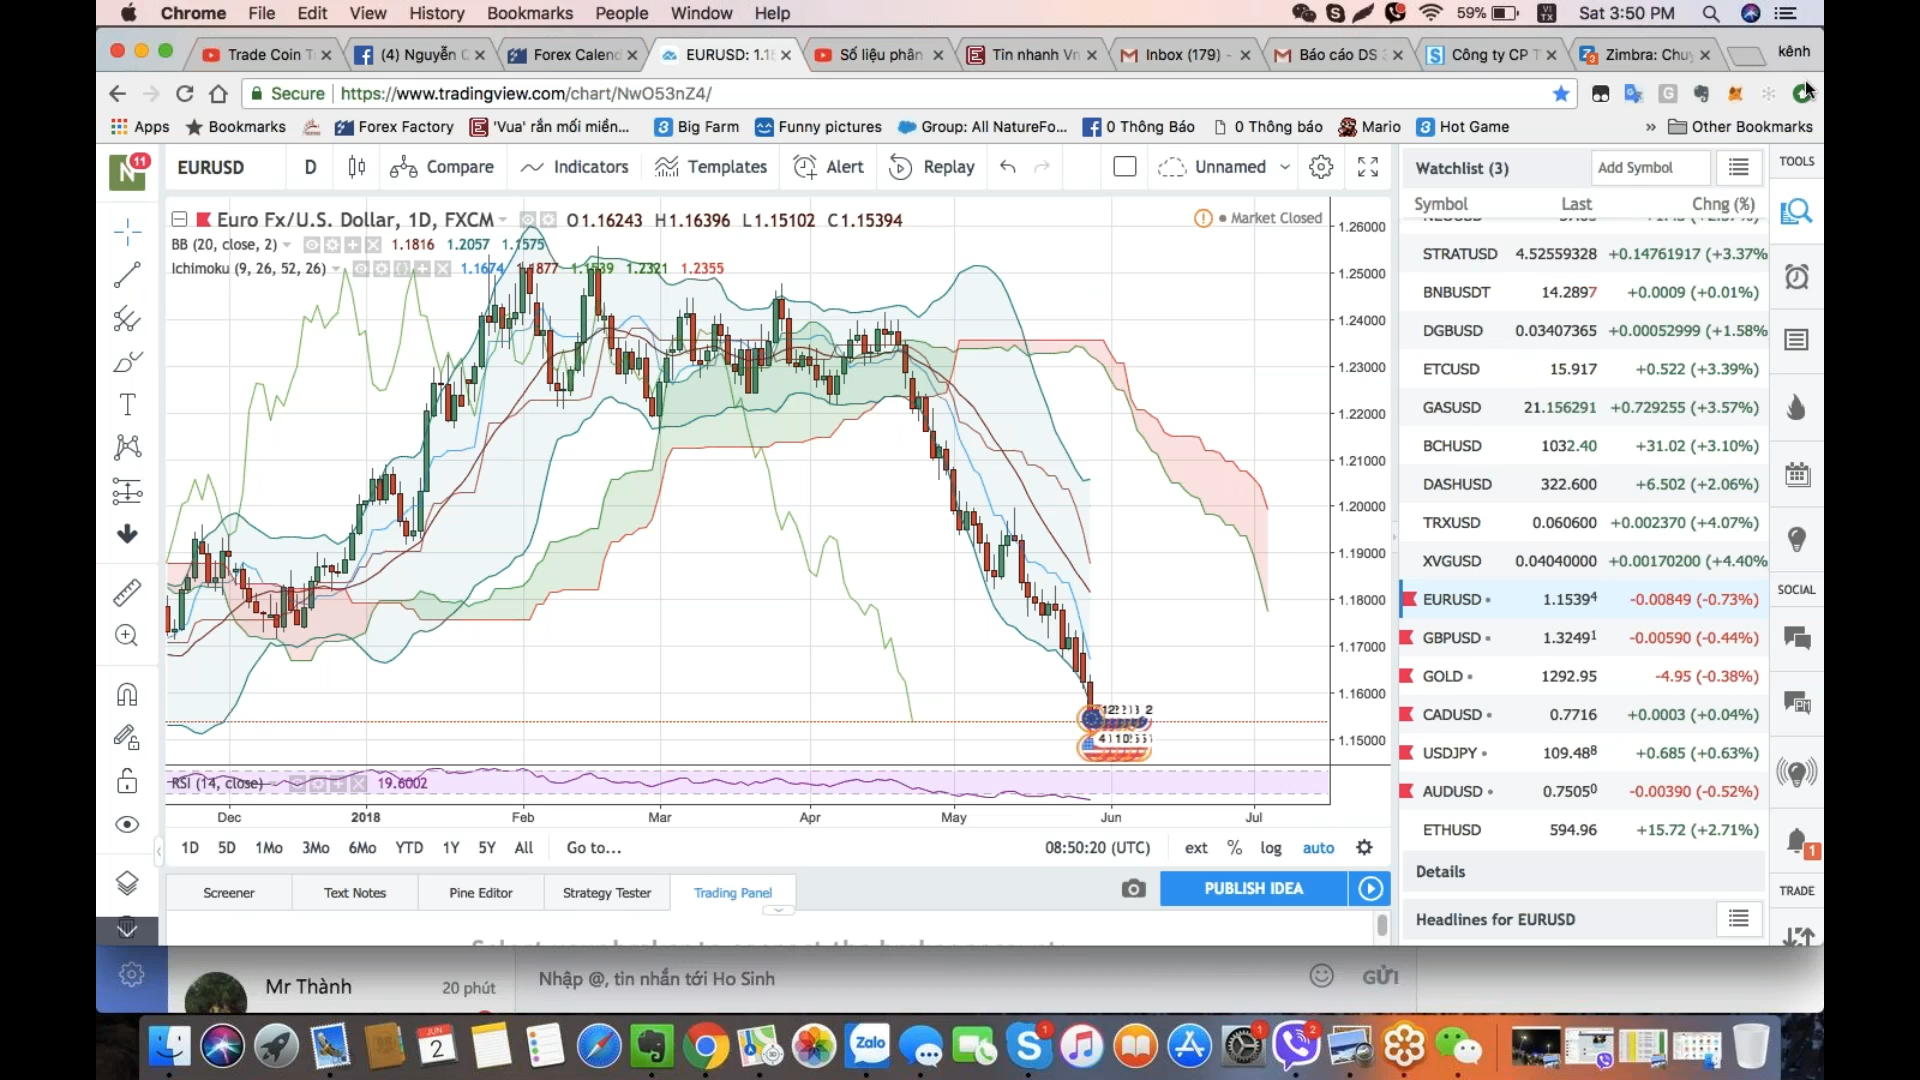 Chrome File Edit View History Bookmarks People Window Help 59% VI TX Sat 3:50 PM
Trade Coin T (4) Nguyễn Forex Calend EURUSD: 1.1 Số liệu phân Tin nhanh Vn Inbox (179) - Báo cáo DS Công ty CP T Zimbra: Chu kênh
Secure https://www.tradingview.com/chart/NwO53nZ4/
Apps Bookmarks Forex Factory 'Vua' rắn mối miền... Big Farm Funny pictures Group: All NatureFo... 0 Thông Báo 0 Thông báo Mario Hot Game » Other Bookmarks
N 11 EURUSD D Compare Indicators Templates Alert Replay Unnamed Watchlist (3) Add Symbol TOOLS
Symbol Last Chng (%)
Euro Fx/U.S. Dollar, 1D, FXCM O1.16243 H1.16396 L1.15102 C1.15394 Market Closed
BB (20, close, 2) 1.1816 1.2057 1.1575
Ichimoku (9, 26, 52, 26) 1.1674 1.1877 1.1539 1.2321 1.2355
1.26000
1.25000
1.24000
1.23000
1.22000
1.21000
1.20000
1.19000
1.18000
1.17000
1.16000
1.15000
RSI (14, close) 19.6002
Dec 2018 Feb Mar Apr May Jun Jul
1D 5D 1Mo 3Mo 6Mo YTD 1Y 5Y All Go to... 08:50:20 (UTC) ext % log auto
Screener Text Notes Pine Editor Strategy Tester Trading Panel PUBLISH IDEA
STRATUSD 4.52559328 +0.14761917 (+3.37%
BNBUSDT 14.2897 +0.0009 (+0.01%)
DGBUSD 0.03407365 +0.00052999 (+1.58%
ETCUSD 15.917 +0.522 (+3.39%)
GASUSD 21.156291 +0.729255 (+3.57%)
BCHUSD 1032.40 +31.02 (+3.10%)
DASHUSD 322.600 +6.502 (+2.06%)
TRXUSD 0.060600 +0.002370 (+4.07%)
XVGUSD 0.04040000 +0.00170200 (+4.40%
EURUSD 1.15394 -0.00849 (-0.73%)
GBPUSD 1.32491 -0.00590 (-0.44%)
GOLD 1292.95 -4.95 (-0.38%)
CADUSD 0.7716 +0.0003 (+0.04%)
USDJPY 109.488 +0.685 (+0.63%)
AUDUSD 0.75050 -0.00390 (-0.52%)
ETHUSD 594.96 +15.72 (+2.71%)
Details
Headlines for EURUSD
SOCIAL
1
TRADE
Mr Thành 20 phút Nhập @, tin nhắn tới Ho Sinh GỬI
JUN 2 Zalo 1 1 2